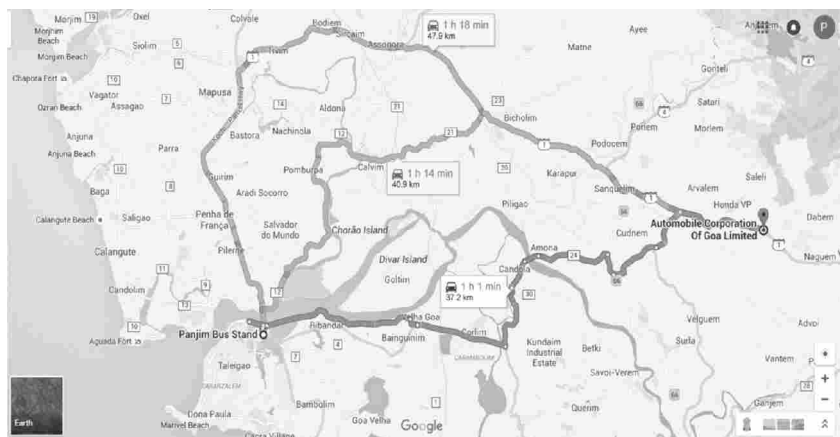 Morjim
Morjim Beach
Oxel
Colvale
Siolim
Chapora Fort
Vagator
Assagao
Ozran Beach
Anjuna
Anjuna Beach
Parra
Baga
Calangute Beach
Saligao
Calangute
Candolim
Aguada Fort
Tivim
Bodiem
Sirsaim
Assonora
1 h 18 min
47.9 km
Mapusa
Bastora
Nachinola
Aldona
Guirim
Pomburpa
Calvim
1 h 14 min
40.9 km
Aradi Socorro
Penha de França
Pilerne
Salvador do Mundo
Chorão Island
Divar Island
Goltim
Piligao
Bicholim
Karapur
Sanquelim
Podocem
Poriem
Matne
Ayee
Gonteli
Satari
Morlem
Arvalem
Saleli
Honda VP
Dabem
Automobile Corporation
Of Goa Limited
Naguem
Cudnem
Amona
Candola
1 h 1 min
37.2 km
Panjim Bus Stand
Ribandar
Velha Goa
Bainguinim
Corlim
Kundaim
Industrial
Estate
Betki
Savoi-Verem
Velguem
Surla
Advoi
Vantem
Ganjem
Querim
Taleigao
Bambolim
Dona Paula
Marivel Beach
Goa Velha
CARAMBOLIM
Google
Earth
P